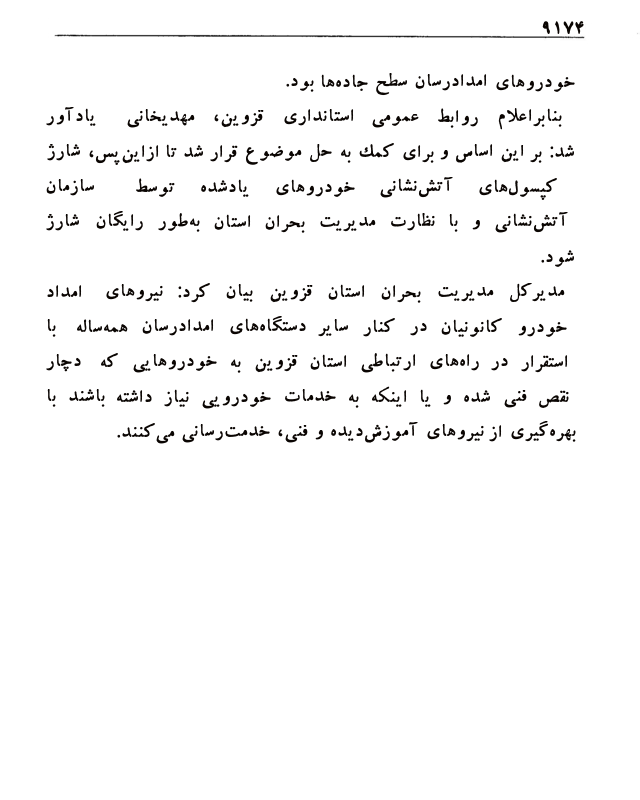 ۹۱۷۴
خودروهای امدادرسان سطح جاده‌ها بود.
بنابراعلام روابط عمومی استانداری قزوین، مهدیخانی یادآور
شد: بر این اساس و برای کمک به حل موضوع قرار شد تا ازاین‌پس، شارژ
کپسول‌های آتش‌نشانی خودروهای یادشده توسط سازمان
آتش‌نشانی و با نظارت مدیریت بحران استان به‌طور رایگان شارژ
شود.
مدیرکل مدیریت بحران استان قزوین بیان کرد: نیروهای امداد
خودرو کانونیان در کنار سایر دستگاه‌های امدادرسان همه‌ساله با
استقرار در راه‌های ارتباطی استان قزوین به خودروهایی که دچار
نقص فنی شده و یا اینکه به خدمات خودرویی نیاز داشته باشند با
بهره‌گیری از نیروهای آموزش‌دیده و فنی، خدمت‌رسانی می‌کنند.